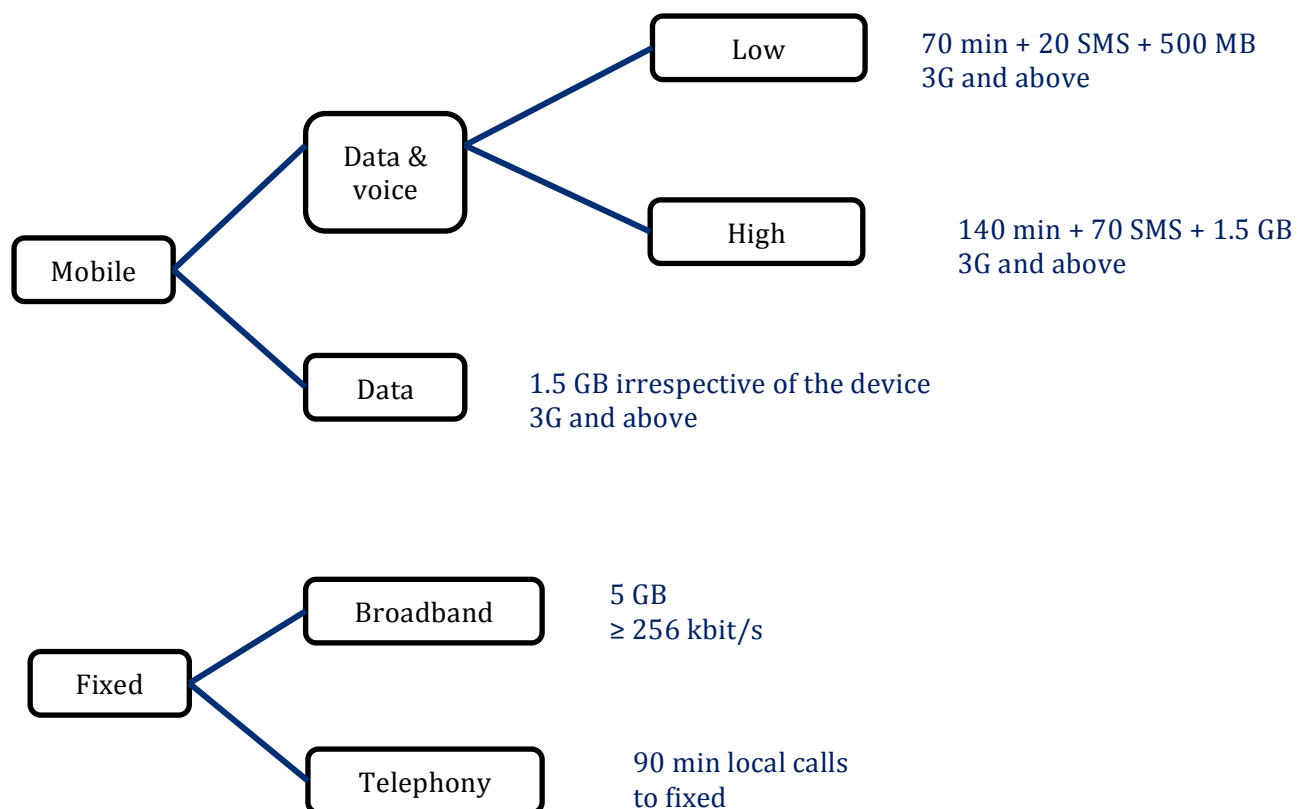 Low
70 min + 20 SMS + 500 MB
3G and above
Data &
voice
High
140 min + 70 SMS + 1.5 GB
3G and above
Mobile
Data
1.5 GB irrespective of the device
3G and above
Broadband
5 GB
≥ 256 kbit/s
Fixed
Telephony
90 min local calls
to fixed